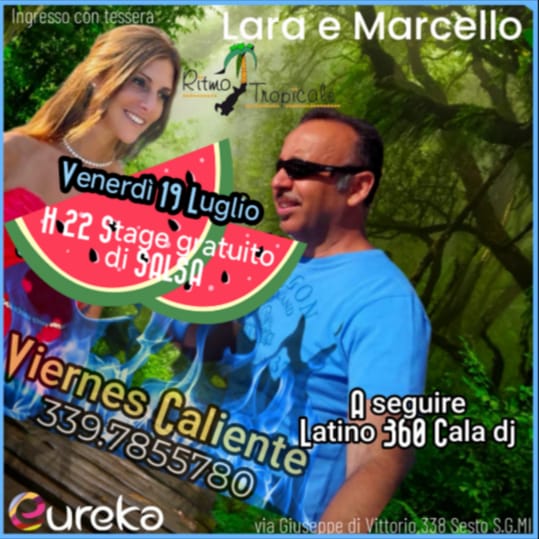 Ingresso con tessera
Lara e Marcello
Ritmo
Tropicale
Venerdì 19 Luglio
H.22 Stage gratuito
di SALSA
Viernes Caliente
339.7855780
A seguire
Latino 360 Cala dj
eureka
via Giuseppe di Vittorio,338 Sesto S.G.MI